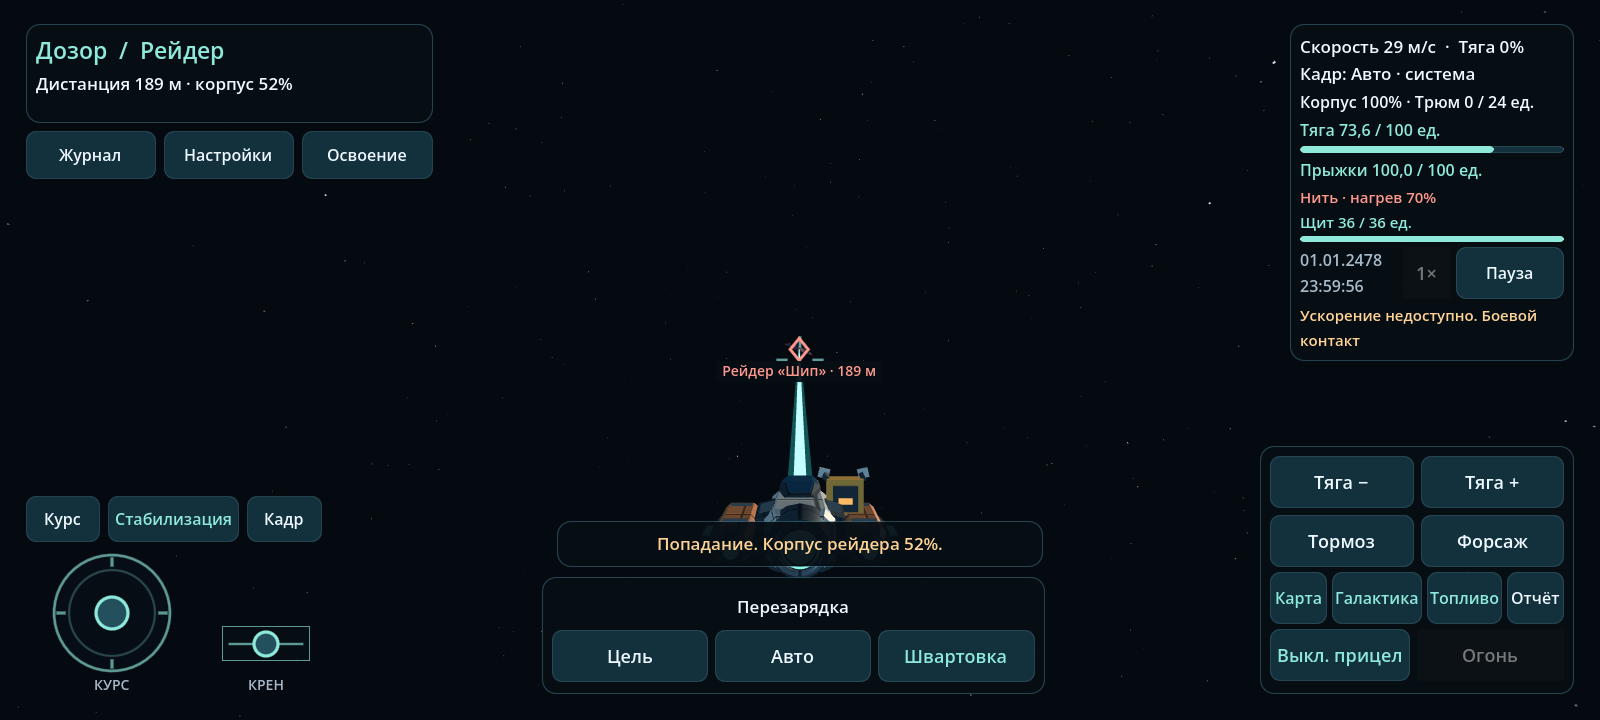 Дозор / Рейдер
Дистанция 189 м · корпус 52%
Журнал
Настройки
Освоение
Скорость 29 м/с · Тяга 0%
Кадр: Авто · система
Корпус 100% · Трюм 0 / 24 ед.
Тяга 73,6 / 100 ед.
Прыжки 100,0 / 100 ед.
Нить · нагрев 70%
Щит 36 / 36 ед.
01.01.2478
23:59:56
1×
Пауза
Ускорение недоступно. Боевой
контакт
Рейдер «Шип» · 189 м
Курс
Стабилизация
Кадр
КУРС
КРЕН
Попадание. Корпус рейдера 52%.
Перезарядка
Цель
Авто
Швартовка
Тяга −
Тяга +
Тормоз
Форсаж
Карта
Галактика
Топливо
Отчёт
Выкл. прицел
Огонь